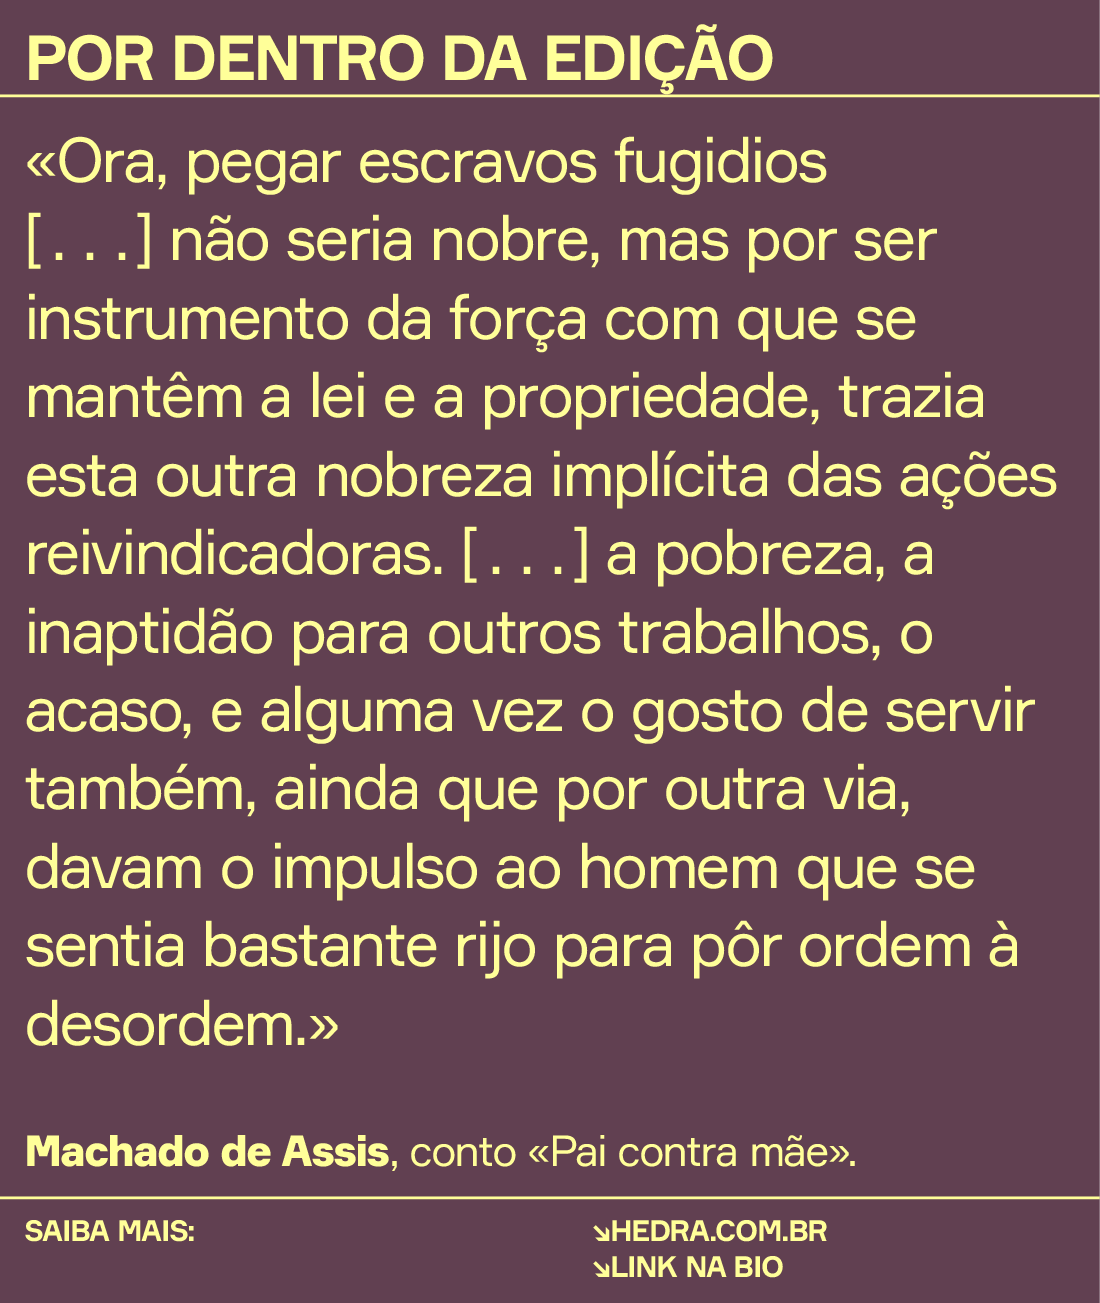 POR DENTRO DA EDIÇÃO
«Ora, pegar escravos fugidios
[...] não seria nobre, mas por ser
instrumento da força com que se
mantêm a lei e a propriedade, trazia
esta outra nobreza implícita das ações
reivindicadoras. [...] a pobreza, a
inaptidão para outros trabalhos, o
acaso, e alguma vez o gosto de servir
também, ainda que por outra via,
davam o impulso ao homem que se
sentia bastante rijo para pôr ordem à
desordem.»
Machado de Assis, conto «Pai contra mãe».
SAIBA MAIS:
↘HEDRA.COM.BR
↘LINK NA BIO